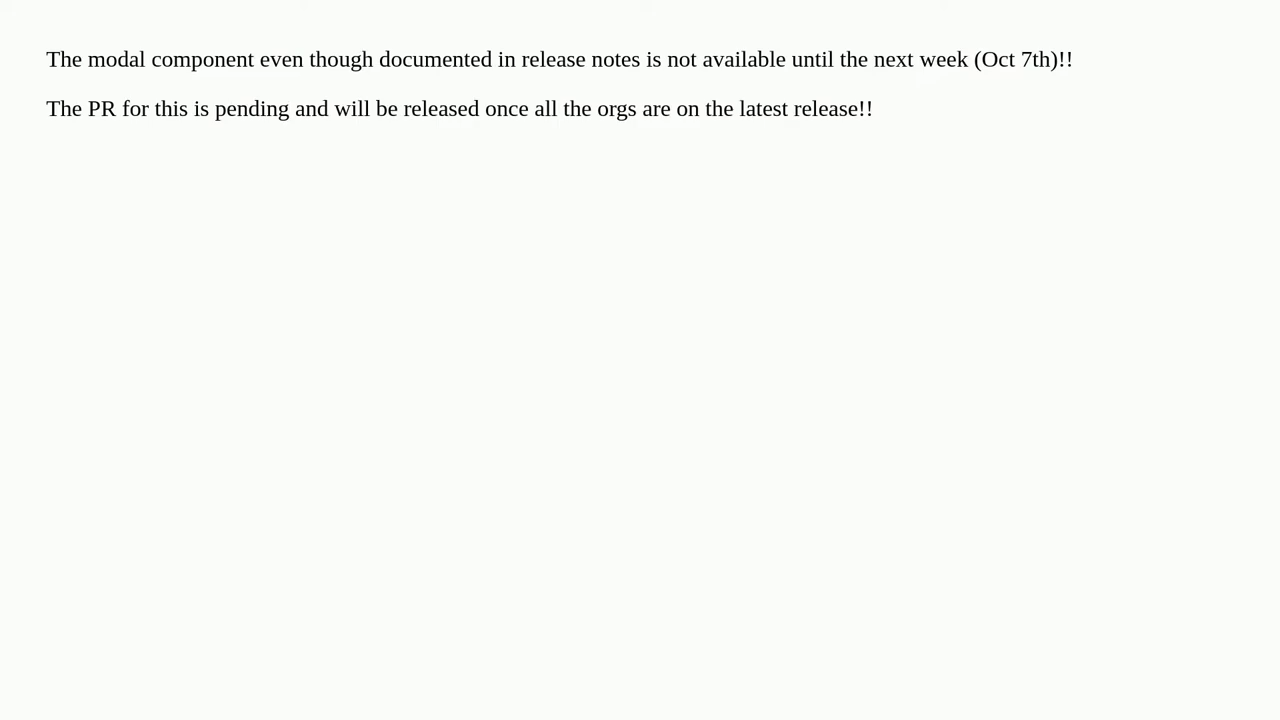 The modal component even though documented in release notes is not available until the next week (Oct 7th)!!
The PR for this is pending and will be released once all the orgs are on the latest release!!